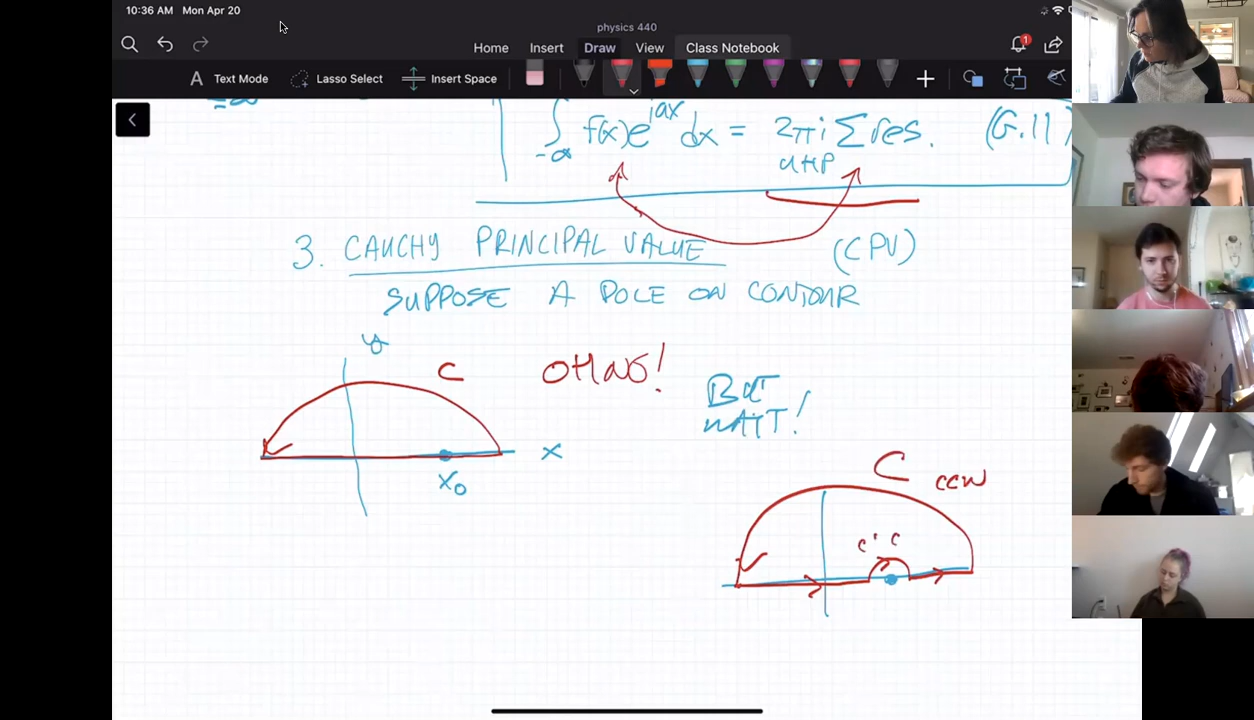 10:36 AM Mon Apr 20
physics 440
Home Insert Draw View Class Notebook
1
A Text Mode Lasso Select Insert Space
∫ f(x)e^{iax} dx = 2πi Σ res. (G.11)
-∞
UHP
3. CAUCHY PRINCIPAL VALUE (CPV)
SUPPOSE A POLE ON CONTOUR
y
C
OH NO!
BUT
WAIT!
x
x₀
C CCW
C' C